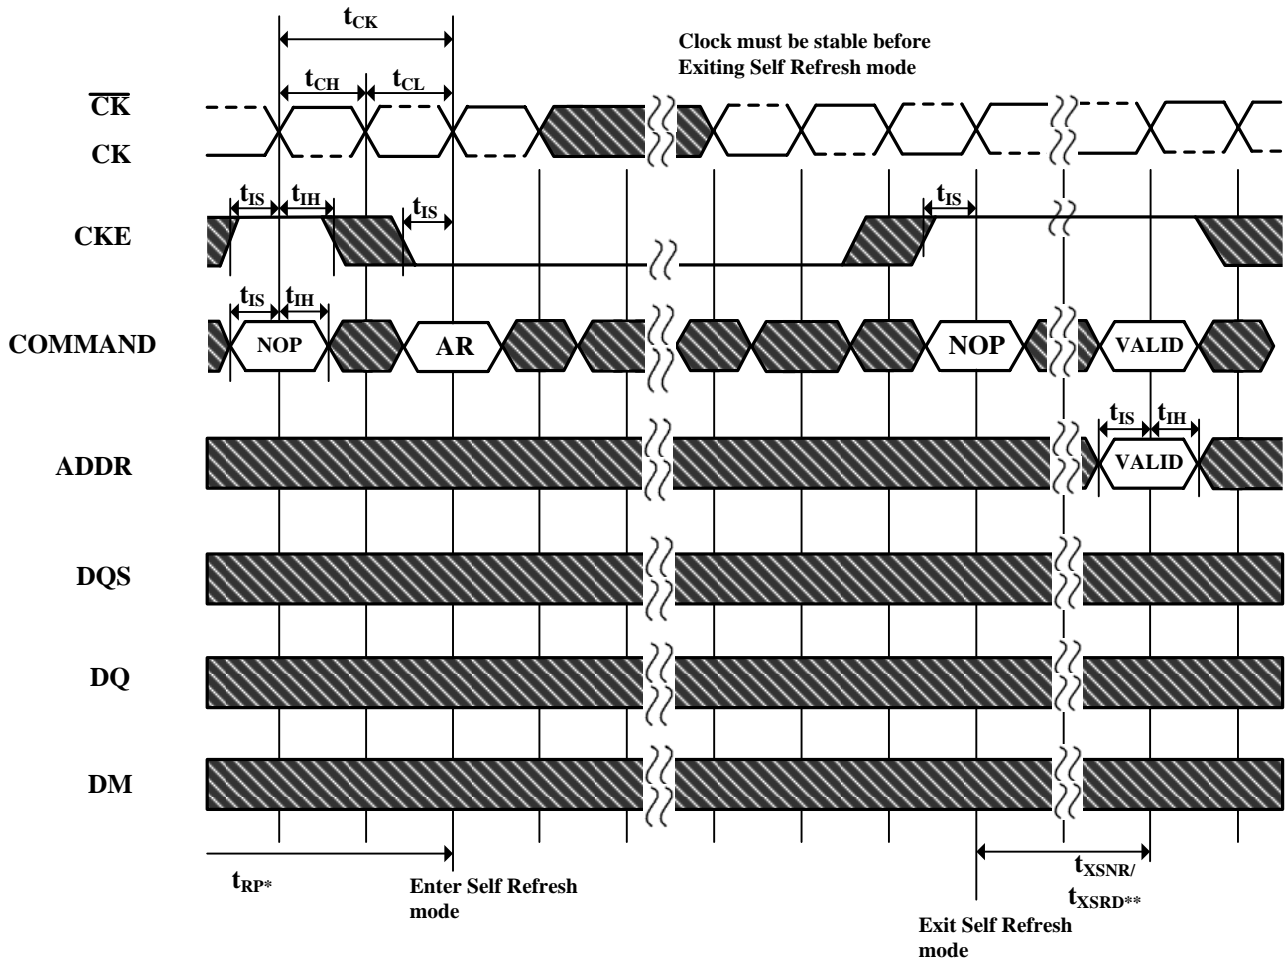 tCK
Clock must be stable before
Exiting Self Refresh mode
tCH tCL
CK
CK
tIS tIH tIS tIS
CKE
tIS tIH
COMMAND NOP AR NOP VALID
tIS tIH
ADDR VALID
DQS
DQ
DM
tRP*
Enter Self Refresh
mode
tXSNR/
tXSRD**
Exit Self Refresh
mode